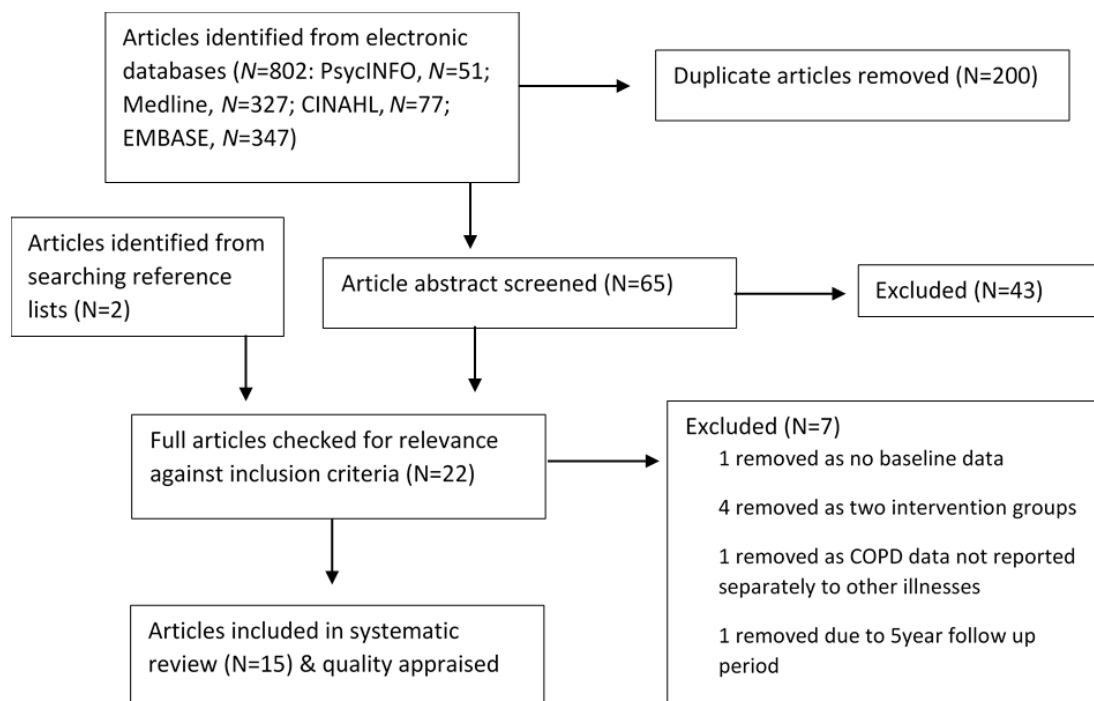 Articles identified from electronic
databases (N=802: PsycINFO, N=51;
Medline, N=327; CINAHL, N=77;
EMBASE, N=347)
Duplicate articles removed (N=200)
Articles identified from
searching reference
lists (N=2)
Article abstract screened (N=65)
Excluded (N=43)
Full articles checked for relevance
against inclusion criteria (N=22)
Excluded (N=7)
1 removed as no baseline data
4 removed as two intervention groups
1 removed as COPD data not reported
separately to other illnesses
1 removed due to 5year follow up
period
Articles included in systematic
review (N=15) & quality appraised